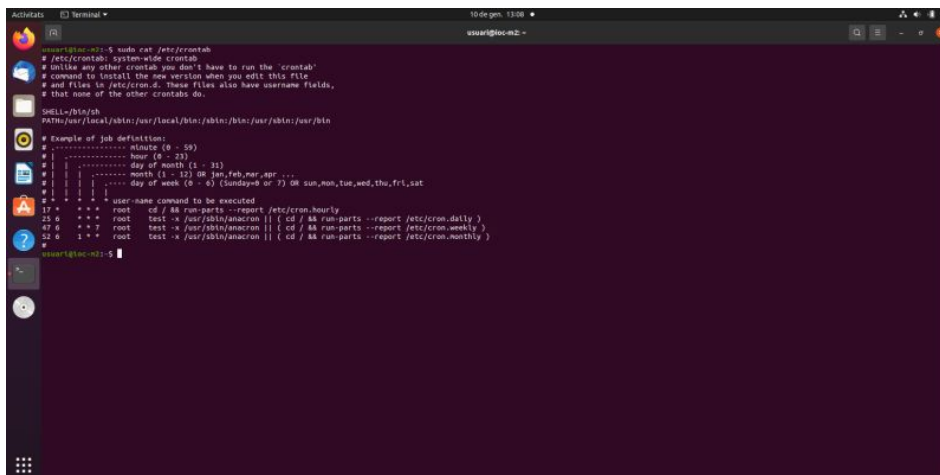 Activitats Terminal 10 de gen. 13:08
usuari@ioc-m2: ~
usuari@ioc-m2:~$ sudo cat /etc/crontab
# /etc/crontab: system-wide crontab
# Unlike any other crontab you don't have to run the `crontab'
# command to install the new version when you edit this file
# and files in /etc/cron.d. These files also have username fields,
# that none of the other crontabs do.
SHELL=/bin/sh
PATH=/usr/local/sbin:/usr/local/bin:/sbin:/bin:/usr/sbin:/usr/bin
# Example of job definition:
# .---------------- minute (0 - 59)
# | .------------- hour (0 - 23)
# | | .---------- day of month (1 - 31)
# | | | .------- month (1 - 12) OR jan,feb,mar,apr ...
# | | | | .---- day of week (0 - 6) (Sunday=0 or 7) OR sun,mon,tue,wed,thu,fri,sat
# | | | | |
# * * * * * user-name command to be executed
17 * * * * root cd / && run-parts --report /etc/cron.hourly
25 6 * * * root test -x /usr/sbin/anacron || ( cd / && run-parts --report /etc/cron.daily )
47 6 * * 7 root test -x /usr/sbin/anacron || ( cd / && run-parts --report /etc/cron.weekly )
52 6 1 * * root test -x /usr/sbin/anacron || ( cd / && run-parts --report /etc/cron.monthly )
#
usuari@ioc-m2:~$